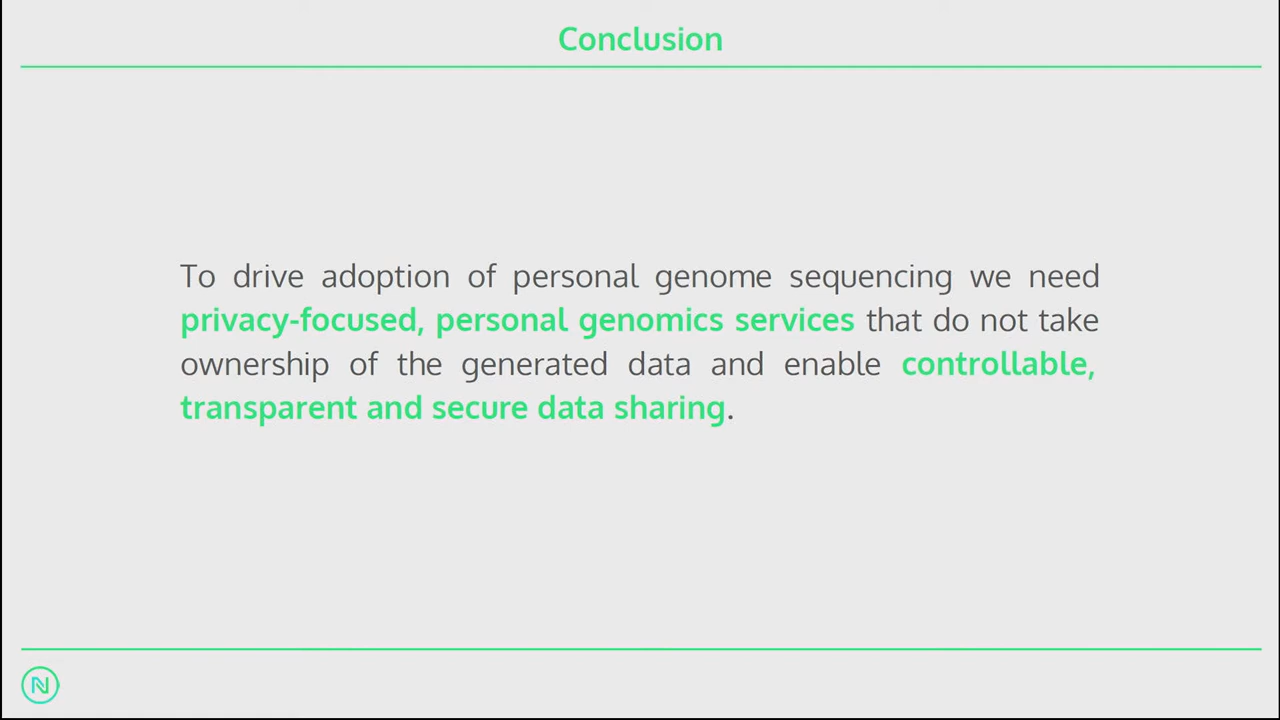 Conclusion
To drive adoption of personal genome sequencing we need
privacy-focused, personal genomics services that do not take
ownership of the generated data and enable controllable,
transparent and secure data sharing.
N